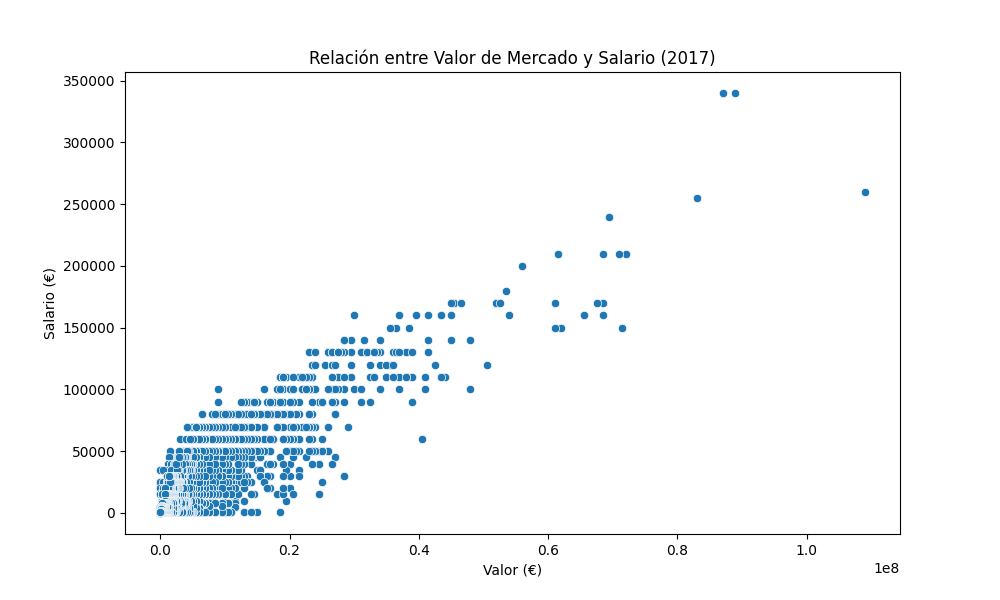 Relación entre Valor de Mercado y Salario (2017)
350000
300000
250000
200000
150000
100000
50000
0
Salario (€)
0.0 0.2 0.4 0.6 0.8 1.0
1e8
Valor (€)